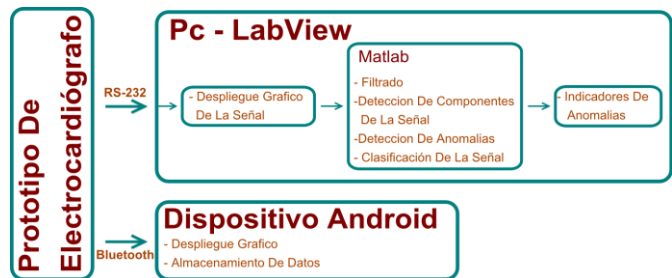 Prototipo De
Electrocardiógrafo
RS-232
Bluetooth
Pc - LabView
- Despliegue Grafico
De La Señal
Matlab
- Filtrado
-Deteccion De Componentes
De La Señal
-Deteccion De Anomalias
- Clasificación De La Señal
- Indicadores De
Anomalias
Dispositivo Android
- Despliegue Grafico
- Almacenamiento De Datos